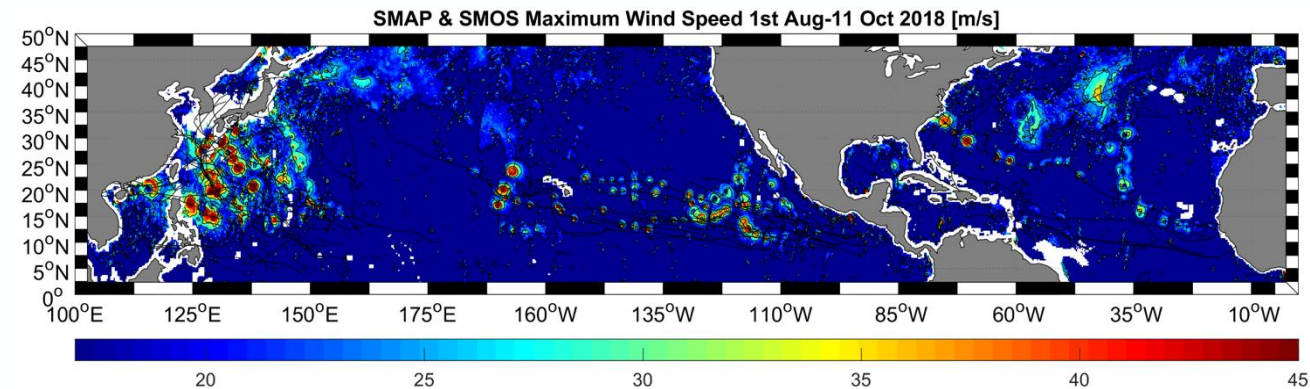 SMAP & SMOS Maximum Wind Speed 1st Aug-11 Oct 2018 [m/s]
50°N
45°N
40°N
35°N
30°N
25°N
20°N
15°N
10°N
5°N
0°
100°E 125°E 150°E 175°E 160°W 135°W 110°W 85°W 60°W 35°W 10°W
20 25 30 35 40 45